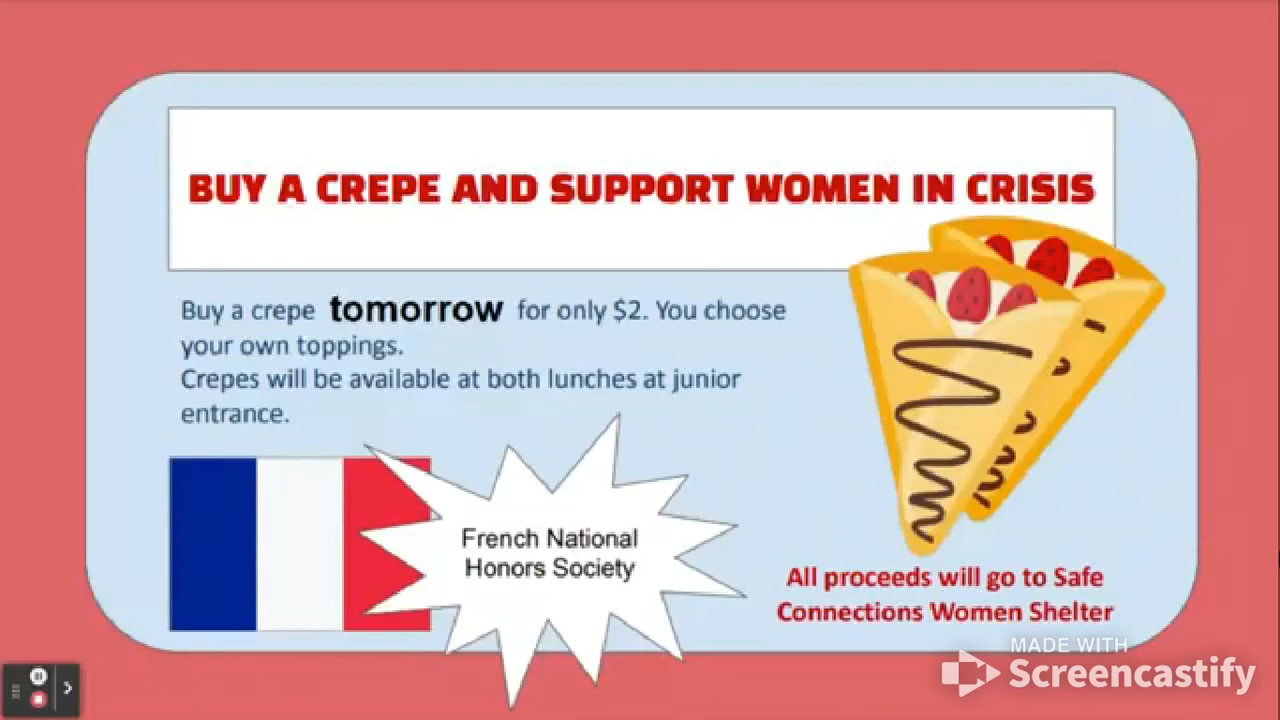 BUY A CREPE AND SUPPORT WOMEN IN CRISIS
Buy a crepe tomorrow for only $2. You choose
your own toppings.
Crepes will be available at both lunches at junior
entrance.
French National
Honors Society
All proceeds will go to Safe
Connections Women Shelter
MADE WITH
Screencastify